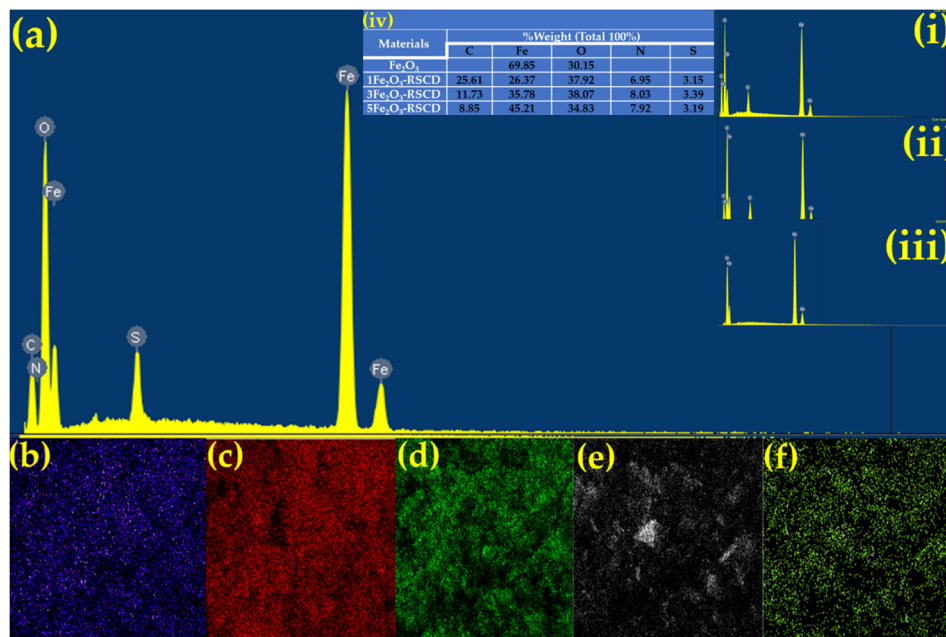 (a)
(iv)
Materials %Weight (Total 100%)
C Fe O N S
Fe₂O₃ 69.85 30.15
1Fe₂O₃-RSCD 25.61 26.37 37.92 6.95 3.15
3Fe₂O₃-RSCD 11.73 35.78 38.07 8.03 3.39
5Fe₂O₃-RSCD 8.85 45.21 34.83 7.92 3.19
(i)
(ii)
(iii)
Fe
O
Fe
C
N
S
Fe
(b) (c) (d) (e) (f)